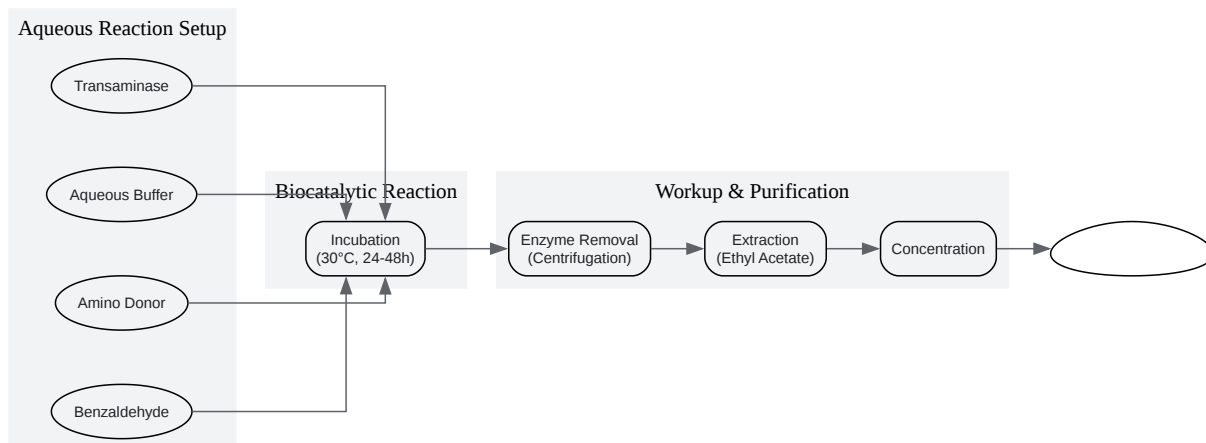 Aqueous Reaction Setup
Transaminase
Aqueous Buffer
Amino Donor
Benzaldehyde
Biocatalytic Reaction
Incubation
(30°C, 24-48h)
Workup & Purification
Enzyme Removal
(Centrifugation)
Extraction
(Ethyl Acetate)
Concentration